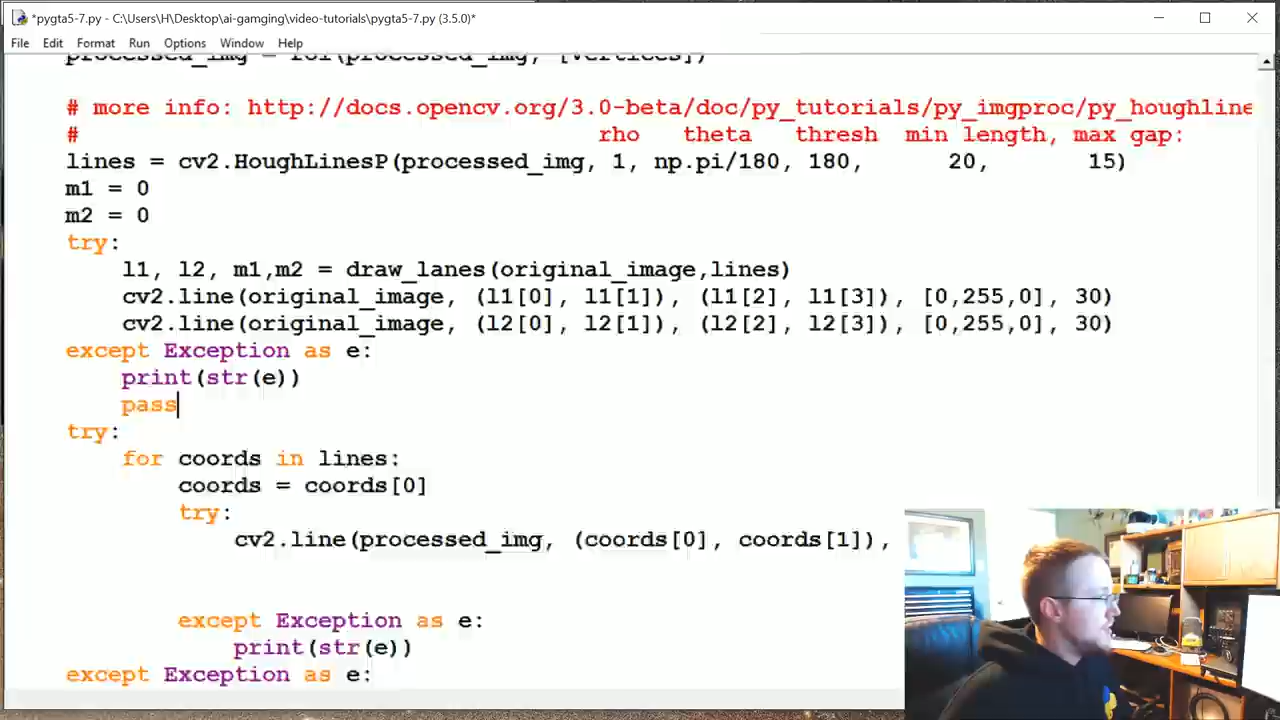 *pygta5-7.py - C:\Users\H\Desktop\ai-gamging\video-tutorials\pygta5-7.py (3.5.0)*
File Edit Format Run Options Window Help
processed_img = roi(processed_img, [vertices])
# more info: http://docs.opencv.org/3.0-beta/doc/py_tutorials/py_imgproc/py_houghline
# rho theta thresh min length, max gap:
lines = cv2.HoughLinesP(processed_img, 1, np.pi/180, 180, 20, 15)
m1 = 0
m2 = 0
try:
l1, l2, m1,m2 = draw_lanes(original_image,lines)
cv2.line(original_image, (l1[0], l1[1]), (l1[2], l1[3]), [0,255,0], 30)
cv2.line(original_image, (l2[0], l2[1]), (l2[2], l2[3]), [0,255,0], 30)
except Exception as e:
print(str(e))
pass
try:
for coords in lines:
coords = coords[0]
try:
cv2.line(processed_img, (coords[0], coords[1]),
except Exception as e:
print(str(e))
except Exception as e: